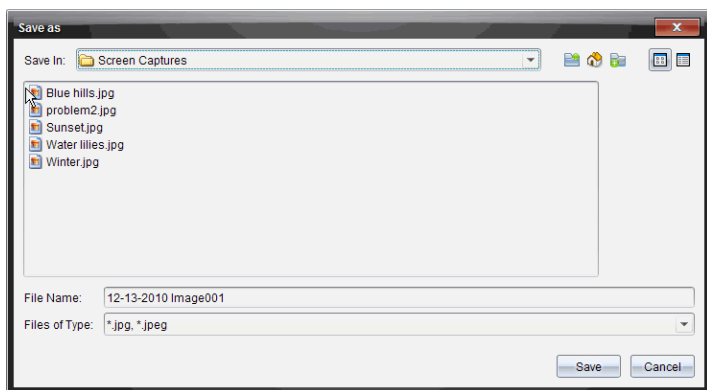 Save as
Save In: Screen Captures
Blue hills.jpg
problem2.jpg
Sunset.jpg
Water lilies.jpg
Winter.jpg
File Name: 12-13-2010 Image001
Files of Type: *.jpg, *.jpeg
Save Cancel